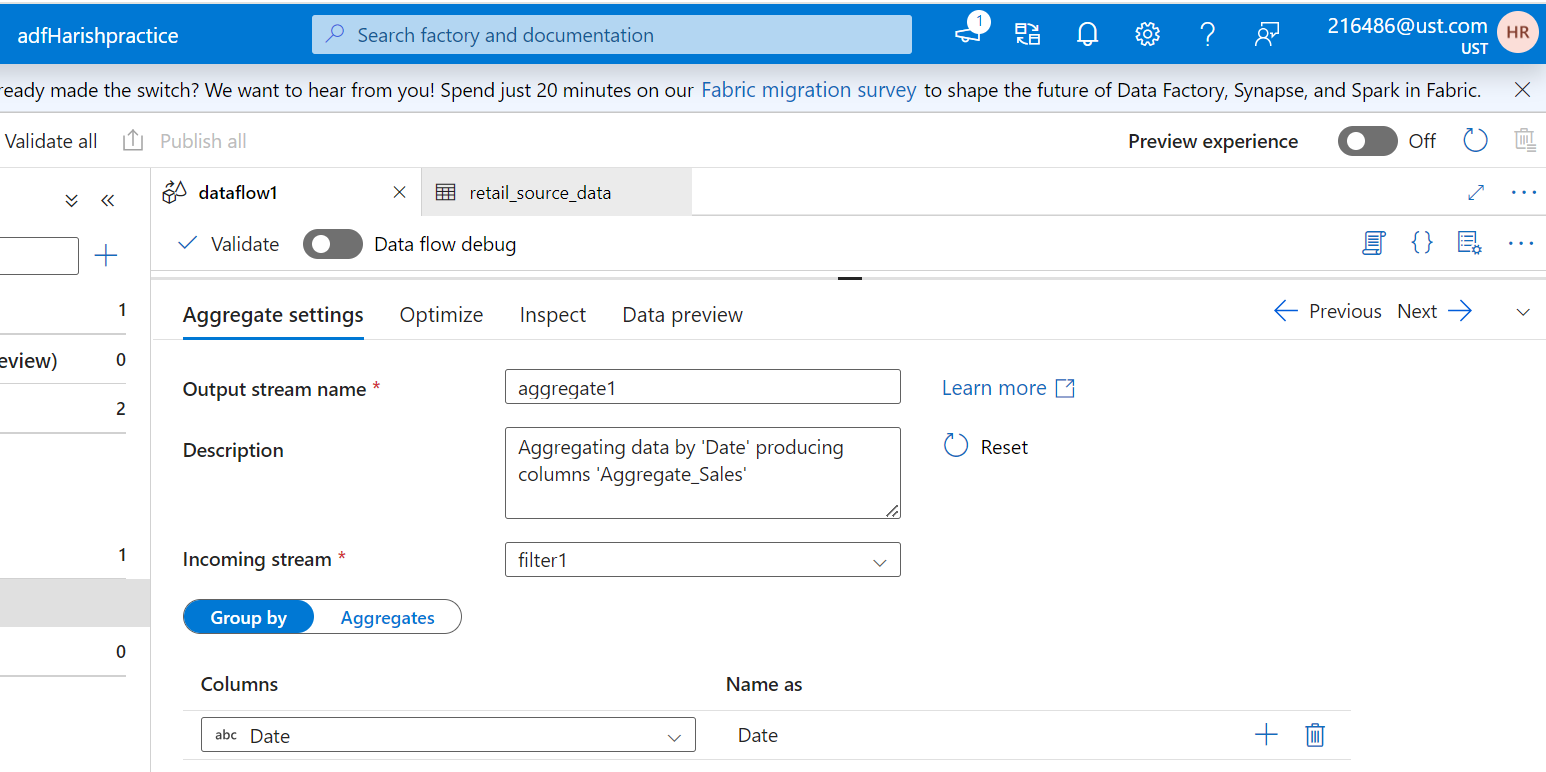 adfHarishpractice
Search factory and documentation
1
216486@ust.com
UST
HR
ready made the switch? We want to hear from you! Spend just 20 minutes on our Fabric migration survey to shape the future of Data Factory, Synapse, and Spark in Fabric.
Validate all
Publish all
Preview experience
Off
dataflow1
retail_source_data
Validate
Data flow debug
{}
1
eview) 0
2
1
0
Aggregate settings
Optimize
Inspect
Data preview
Previous
Next
Output stream name *
aggregate1
Learn more
Description
Aggregating data by 'Date' producing
columns 'Aggregate_Sales'
Reset
Incoming stream *
filter1
Group by
Aggregates
Columns
Name as
abc Date
Date